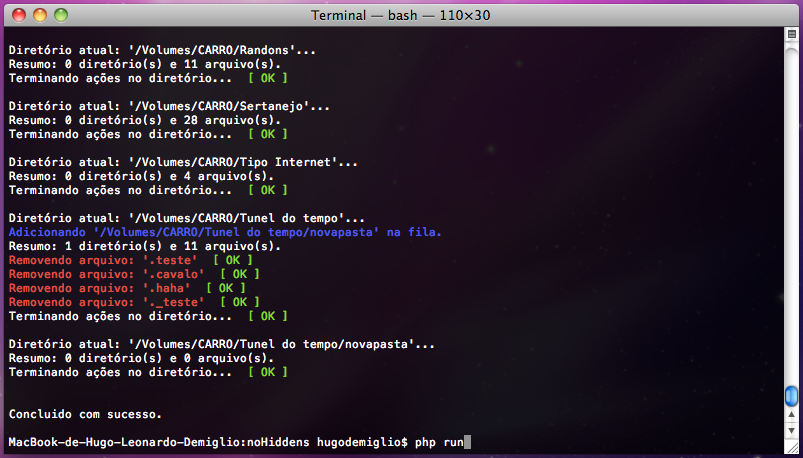 Terminal — bash — 110×30
Diretório atual: '/Volumes/CARRO/Randons'...
Resumo: 0 diretório(s) e 11 arquivo(s).
Terminando ações no diretório...  [ OK ]
Diretório atual: '/Volumes/CARRO/Sertanejo'...
Resumo: 0 diretório(s) e 28 arquivo(s).
Terminando ações no diretório...  [ OK ]
Diretório atual: '/Volumes/CARRO/Tipo Internet'...
Resumo: 0 diretório(s) e 4 arquivo(s).
Terminando ações no diretório...  [ OK ]
Diretório atual: '/Volumes/CARRO/Tunel do tempo'...
Adicionando '/Volumes/CARRO/Tunel do tempo/novapasta' na fila.
Resumo: 1 diretório(s) e 11 arquivo(s).
Removendo arquivo: '.teste'  [ OK ]
Removendo arquivo: '.cavalo'  [ OK ]
Removendo arquivo: '.haha'  [ OK ]
Removendo arquivo: '._teste'  [ OK ]
Terminando ações no diretório...  [ OK ]
Diretório atual: '/Volumes/CARRO/Tunel do tempo/novapasta'...
Resumo: 0 diretório(s) e 0 arquivo(s).
Terminando ações no diretório...  [ OK ]
Concluido com sucesso.
MacBook-de-Hugo-Leonardo-Demiglio:noHiddens hugodemiglio$ php run